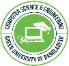 COMPUTER SCIENCE & ENGINEERING
GREEN UNIVERSITY OF BANGLADESH